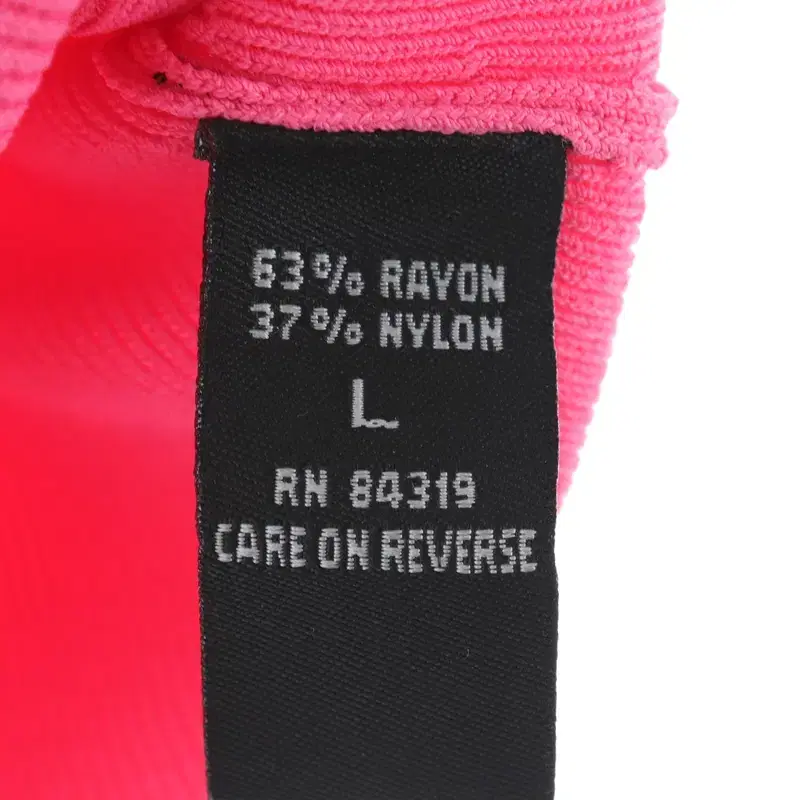 63% RAYON
37% NYLON
L
RN 84319
CARE ON REVERSE